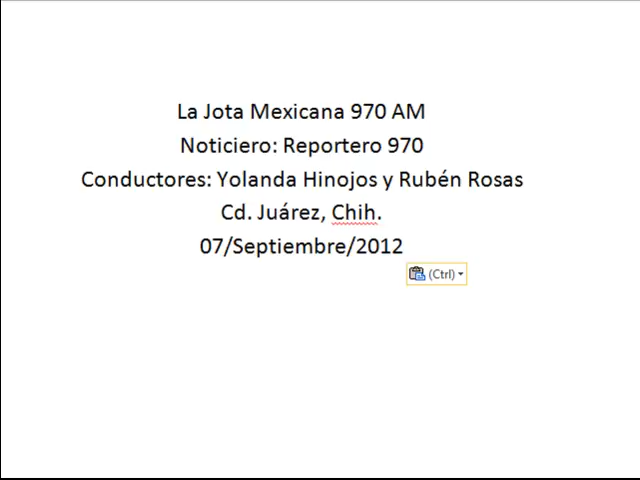 La Jota Mexicana 970 AM
Noticiero: Reportero 970
Conductores: Yolanda Hinojos y Rubén Rosas
Cd. Juárez, Chih.
07/Septiembre/2012
(Ctrl)